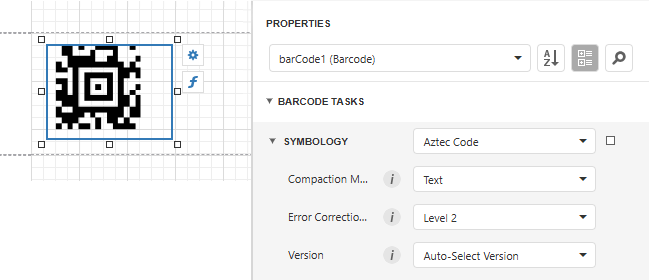 PROPERTIES
barCode1 (Barcode)
A
Z
f
BARCODE TASKS
SYMBOLOGY
Aztec Code
Compaction M...
i
Text
Error Correctio...
i
Level 2
Version
i
Auto-Select Version